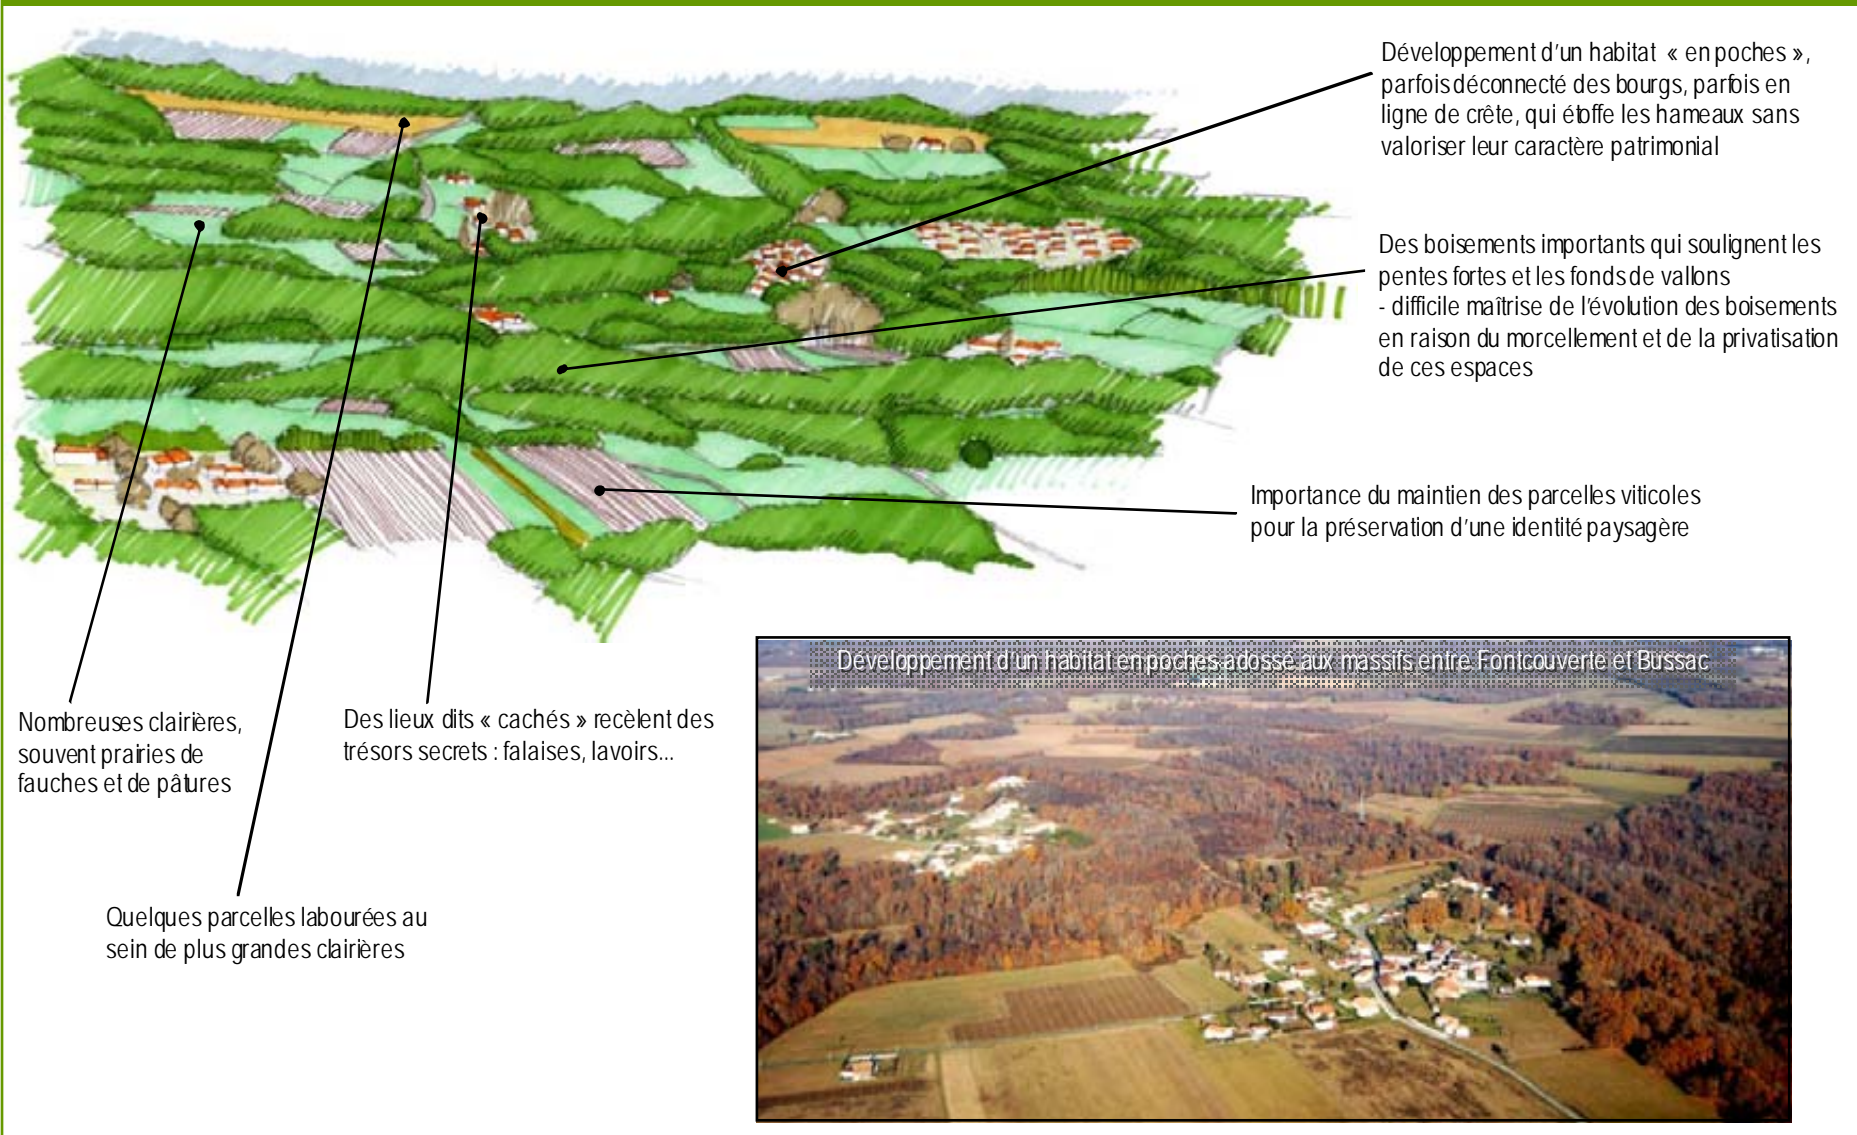 Développement d'un habitat « en poches »,
parfois déconnecté des bourgs, parfois en
ligne de crête, qui étoffe les hameaux sans
valoriser leur caractère patrimonial
Des boisements importants qui soulignent les
pentes fortes et les fonds de vallons
- difficile maîtrise de l'évolution des boisements
en raison du morcellement et de la privatisation
de ces espaces
Importance du maintien des parcelles viticoles
pour la préservation d'une identité paysagère
Nombreuses clairières,
souvent prairies de
fauches et de pâtures
Des lieux dits « cachés » recèlent des
trésors secrets : falaises, lavoirs...
Quelques parcelles labourées au
sein de plus grandes clairières
Développement d'un habitat en poches adossé aux massifs entre Fontcouverte et Bussac